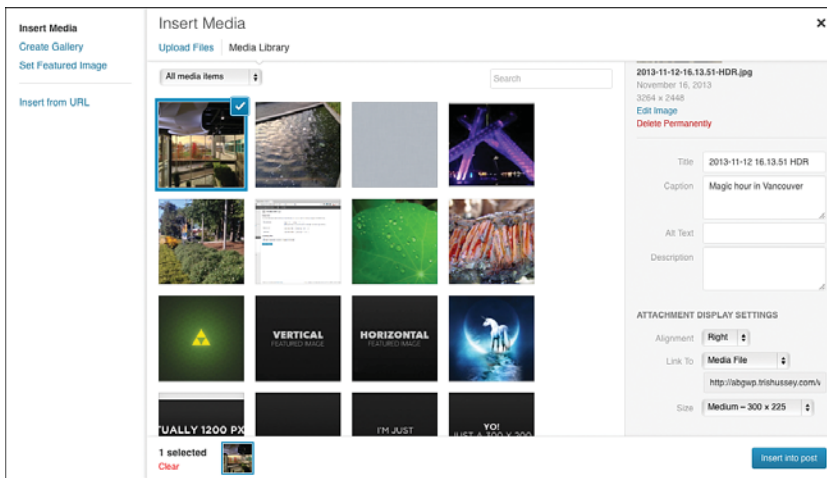 Insert Media
Create Gallery
Set Featured Image
Insert from URL
Insert Media
×
Upload Files
Media Library
All media items
Search
2013-11-12-16.13.51-HDR.jpg
November 16, 2013
3264 × 2448
Edit Image
Delete Permanently
Title
2013-11-12 16.13.51 HDR
Caption
Magic hour in Vancouver
Alt Text
Description
VERTICAL
FEATURED IMAGE
HORIZONTAL
FEATURED IMAGE
ATTACHMENT DISPLAY SETTINGS
Alignment
Right
Link To
Media File
http://abgwp.trishussey.com/
Size
Medium – 300 × 225
TUALLY 1200 PX
I'M JUST
YO!
JUST A 300 X 200
1 selected
Clear
Insert into post